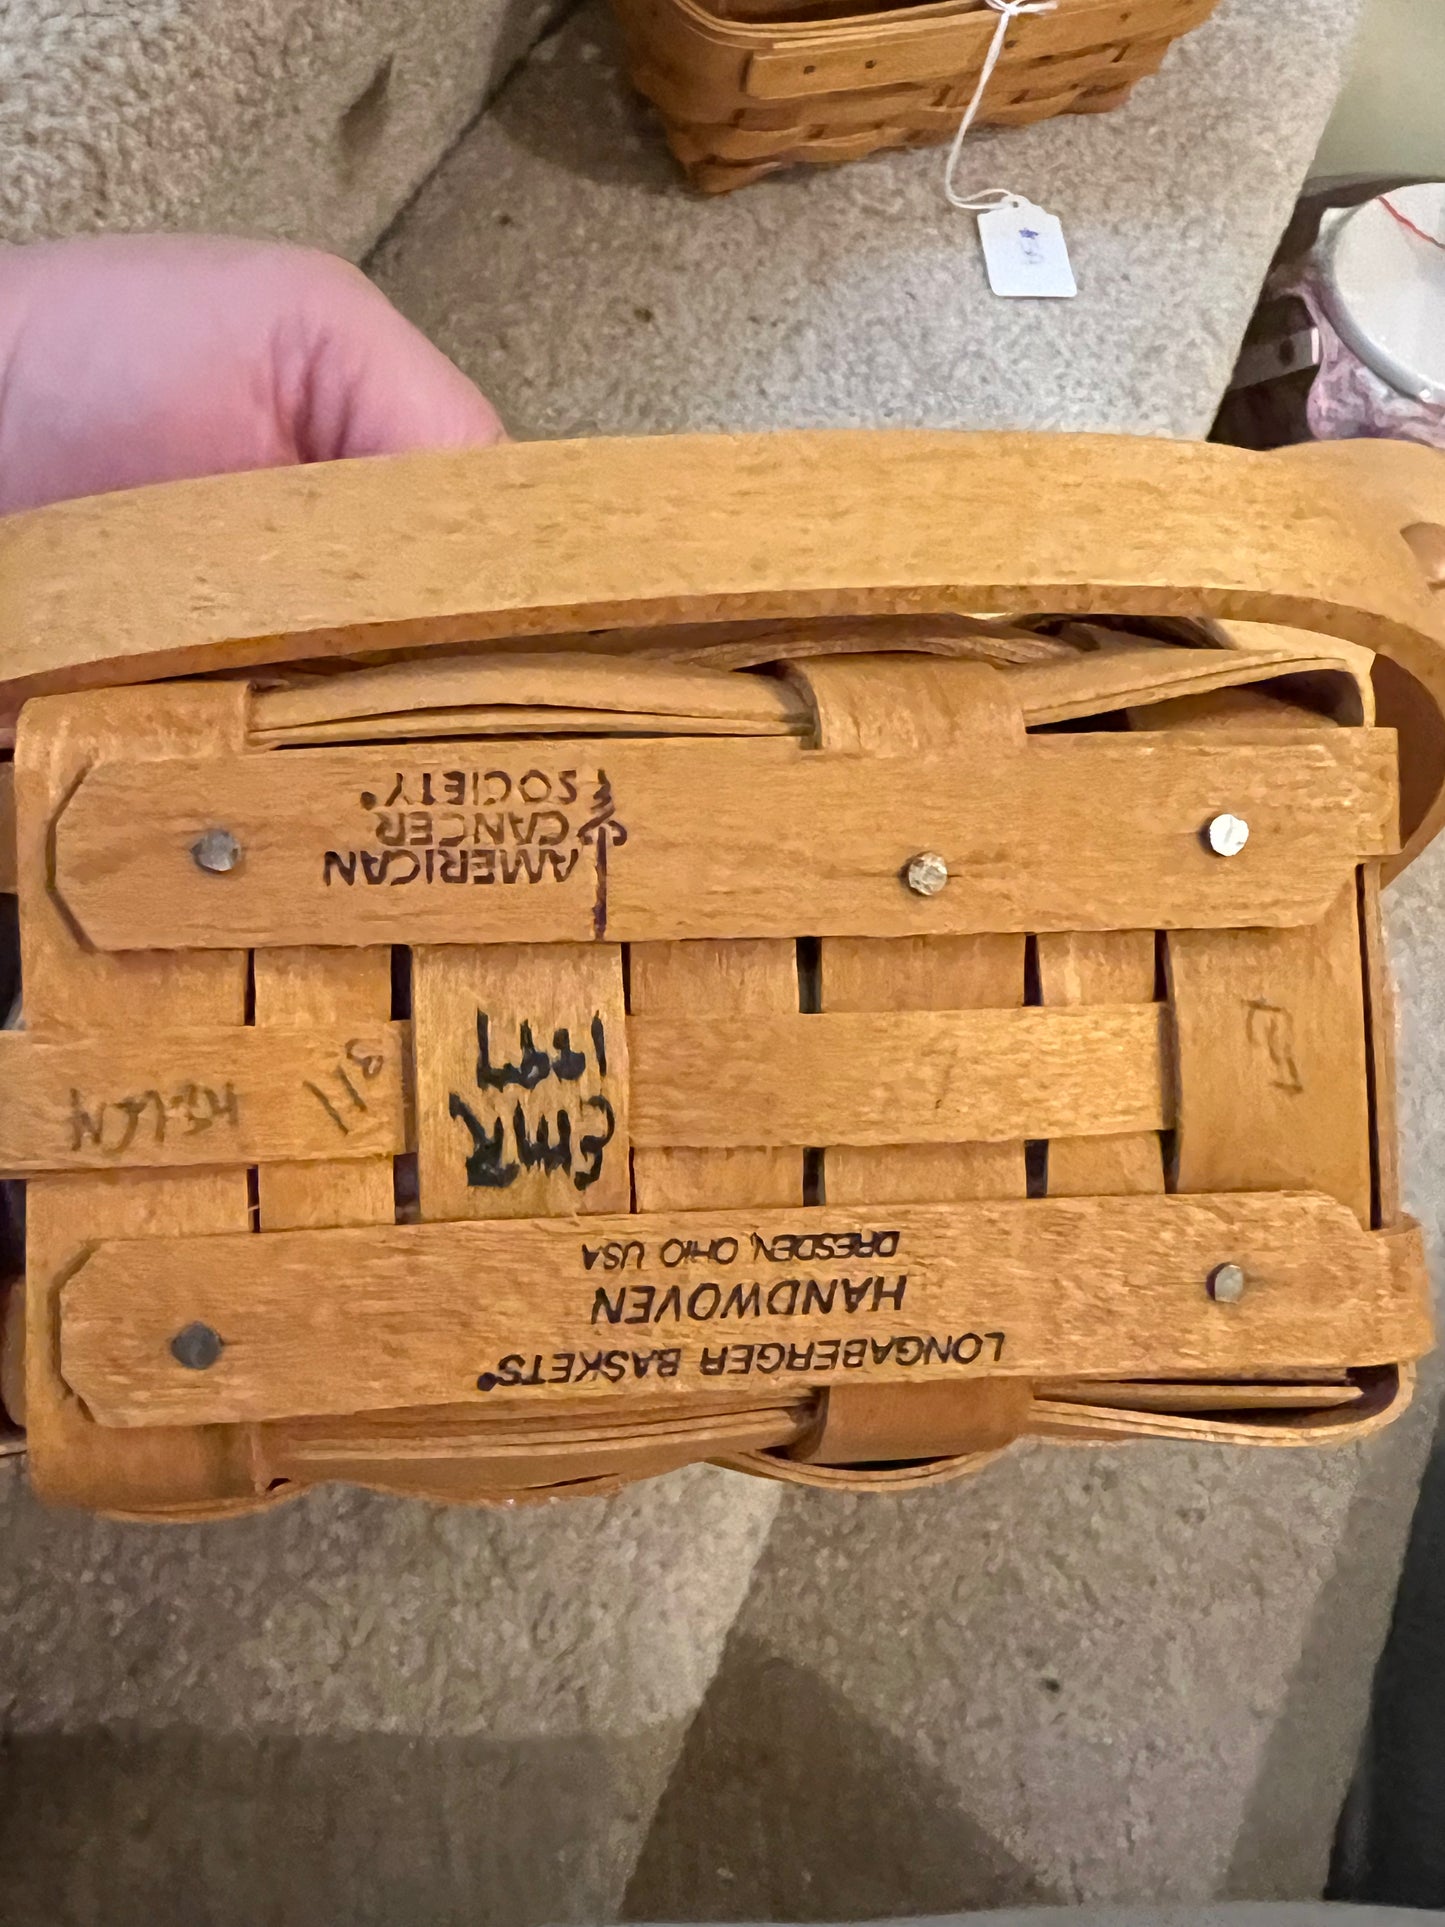 LONGABERGER BASKETS®
HANDWOVEN
DRESDEN, OHIO USA
EMR
1997
AMERICAN
CANCER
SOCIETY®